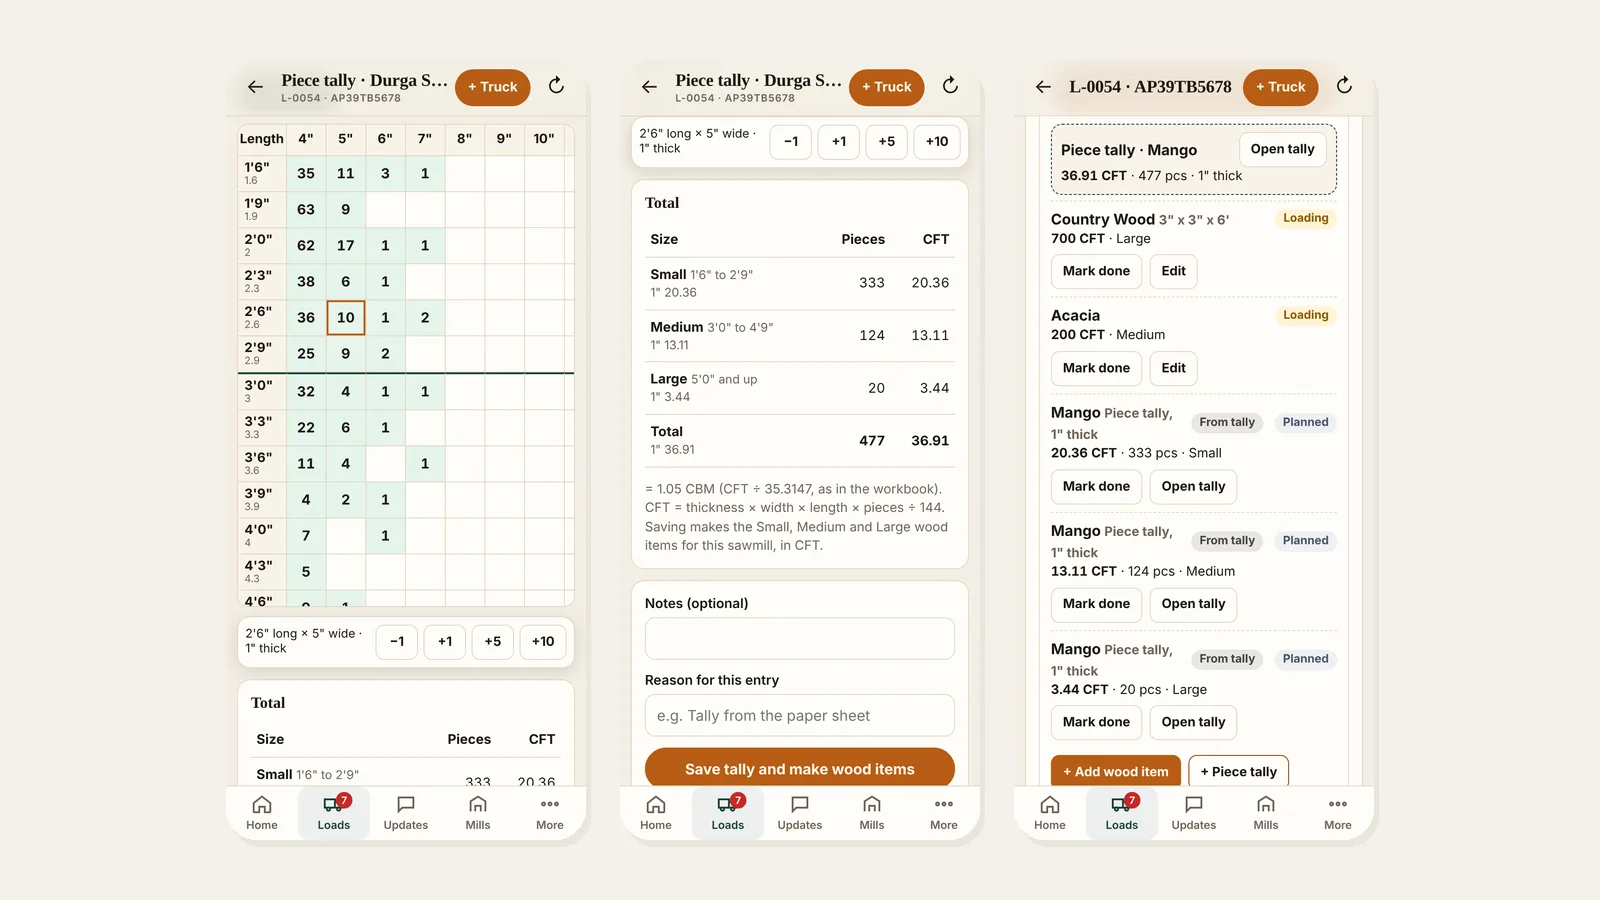 Piece tally · Durga S...
L-0054 · AP39TB5678
+ Truck
Length 4" 5" 6" 7" 8" 9" 10"
1'6" 35 11 3 1
1.6
1'9" 63 9
1.9
2'0" 62 17 1 1
2
2'3" 38 6 1
2.3
2'6" 36 10 1 2
2.6
2'9" 25 9 2
2.9
3'0" 32 4 1 1
3
3'3" 22 6 1
3.3
3'6" 11 4 1
3.6
3'9" 4 2 1
3.9
4'0" 7 1
4
4'3" 5
4.3
4'6"
2'6" long × 5" wide ·
1" thick
−1 +1 +5 +10
Total
Size Pieces CFT
Small 1'6" to 2'9" 333 20.36
Home Loads 7 Updates Mills More
Piece tally · Durga S...
L-0054 · AP39TB5678
+ Truck
2'6" long × 5" wide ·
1" thick
−1 +1 +5 +10
Total
Size Pieces CFT
Small 1'6" to 2'9" 333 20.36
1" 20.36
Medium 3'0" to 4'9" 124 13.11
1" 13.11
Large 5'0" and up 20 3.44
1" 3.44
Total 477 36.91
1" 36.91
= 1.05 CBM (CFT ÷ 35.3147, as in the workbook).
CFT = thickness × width × length × pieces ÷ 144.
Saving makes the Small, Medium and Large wood
items for this sawmill, in CFT.
Notes (optional)
Reason for this entry
e.g. Tally from the paper sheet
Save tally and make wood items
Home Loads 7 Updates Mills More
L-0054 · AP39TB5678
+ Truck
Piece tally · Mango Open tally
36.91 CFT · 477 pcs · 1" thick
Country Wood 3" x 3" x 6' Loading
700 CFT · Large
Mark done Edit
Acacia Loading
200 CFT · Medium
Mark done Edit
Mango Piece tally, From tally Planned
1" thick
20.36 CFT · 333 pcs · Small
Mark done Open tally
Mango Piece tally, From tally Planned
1" thick
13.11 CFT · 124 pcs · Medium
Mark done Open tally
Mango Piece tally, From tally Planned
1" thick
3.44 CFT · 20 pcs · Large
Mark done Open tally
+ Add wood item + Piece tally
Home Loads 7 Updates Mills More